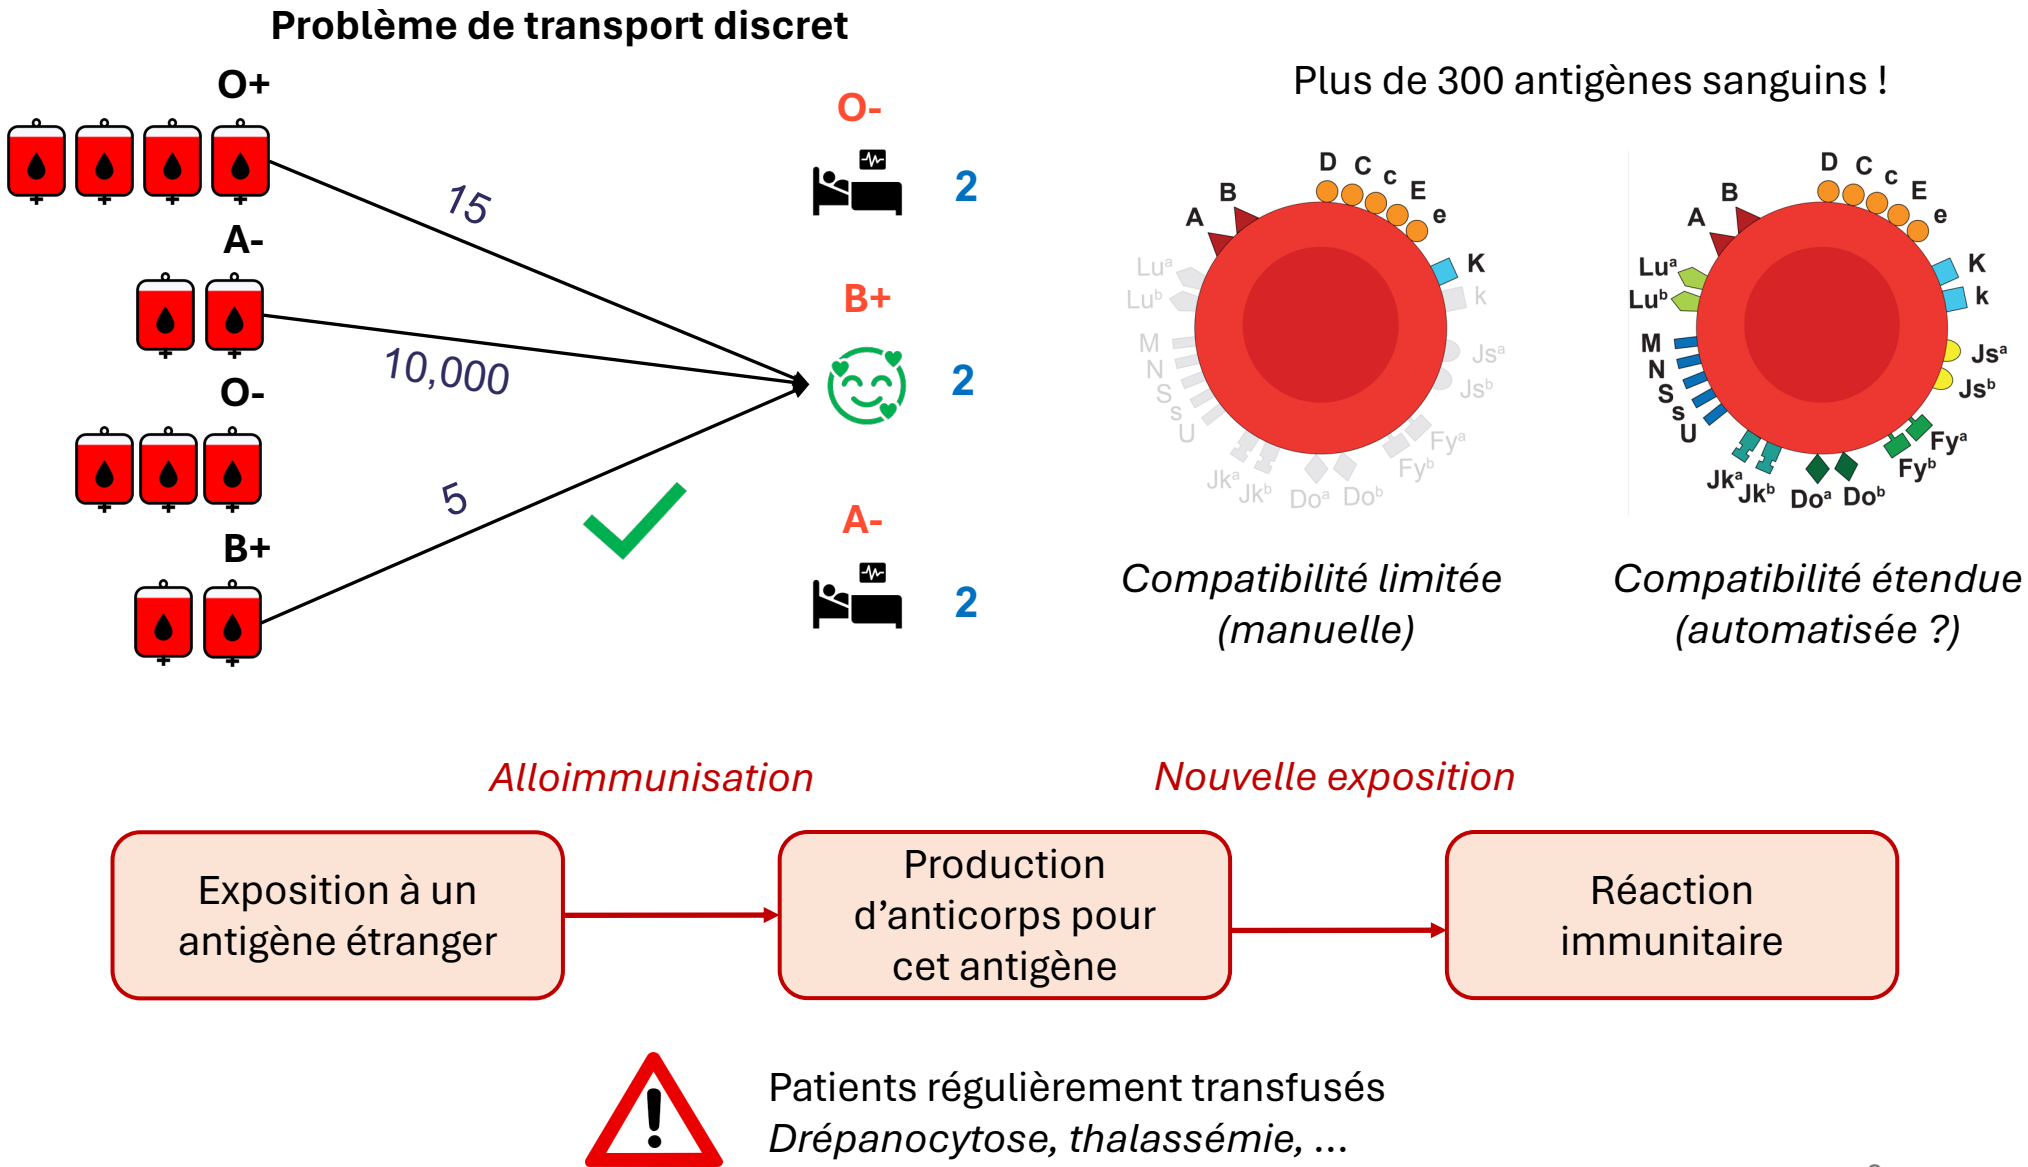 Problème de transport discret
O+
A-
O-
B+
15
10,000
5
O-
2
B+
2
A-
2
Plus de 300 antigènes sanguins !
D C c E e
B
A
K
k
Luᵃ
Luᵇ
M
N
S
s
U
Jsᵃ
Jsᵇ
Fyᵃ
Fyᵇ
Jkᵃ
Jkᵇ
Doᵃ
Doᵇ
Compatibilité limitée
(manuelle)
D C c E e
B
A
K
k
Luᵃ
Luᵇ
M
N
S
s
U
Jsᵃ
Jsᵇ
Fyᵃ
Fyᵇ
Jkᵃ
Jkᵇ
Doᵃ
Doᵇ
Compatibilité étendue
(automatisée ?)
Alloimmunisation
Nouvelle exposition
Exposition à un
antigène étranger
Production
d’anticorps pour
cet antigène
Réaction
immunitaire
Patients régulièrement transfusés
Drépanocytose, thalassémie, ...